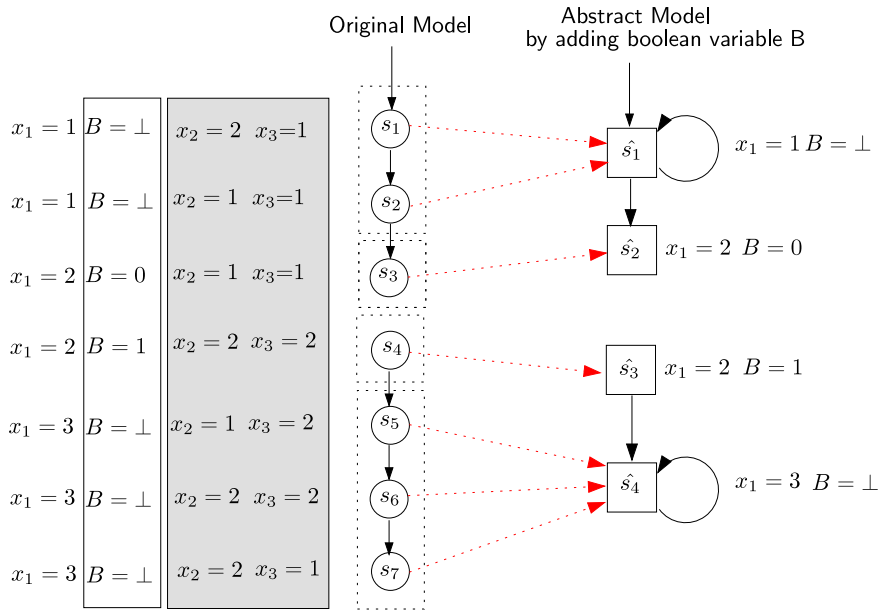 Original Model
Abstract Model
by adding boolean variable B
x₁ = 1 B = ⊥ x₂ = 2 x₃=1 s₁ ŝ₁ x₁ = 1 B = ⊥
x₁ = 1 B = ⊥ x₂ = 1 x₃=1 s₂
x₁ = 2 B = 0 x₂ = 1 x₃=1 s₃ ŝ₂ x₁ = 2 B = 0
x₁ = 2 B = 1 x₂ = 2 x₃ = 2 s₄ ŝ₃ x₁ = 2 B = 1
x₁ = 3 B = ⊥ x₂ = 1 x₃ = 2 s₅
x₁ = 3 B = ⊥ x₂ = 2 x₃ = 2 s₆ ŝ₄ x₁ = 3 B = ⊥
x₁ = 3 B = ⊥ x₂ = 2 x₃ = 1 s₇